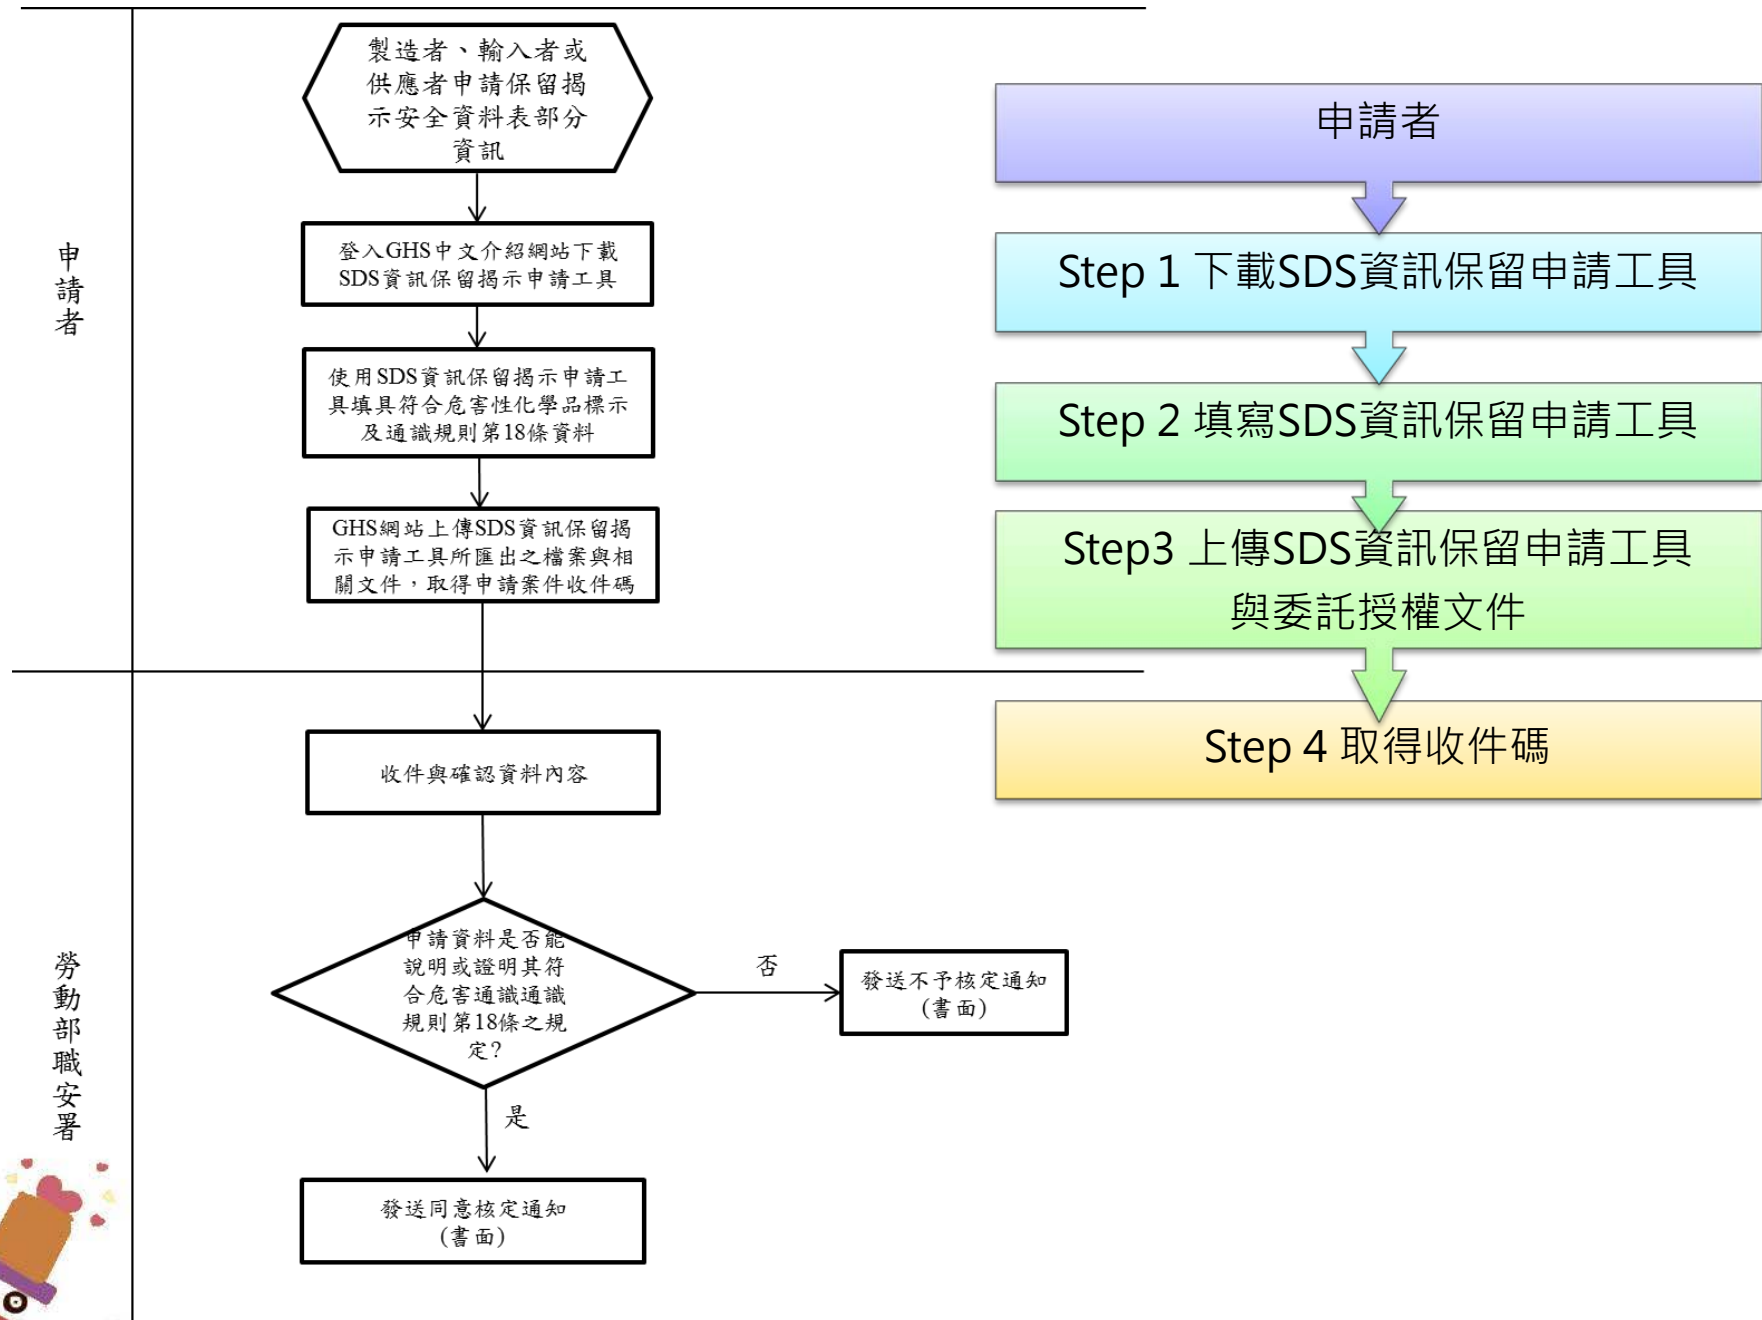 申請者
製造者、輸入者或
供應者申請保留揭
示安全資料表部分
資訊
登入GHS中文介紹網站下載
SDS資訊保留揭示申請工具
使用SDS資訊保留揭示申請工
具填具符合危害性化學品標示
及通識規則第18條資料
GHS網站上傳SDS資訊保留揭
示申請工具所匯出之檔案與相
關文件，取得申請案件收件碼
勞動部職安署
收件與確認資料內容
申請資料是否能
說明或證明其符
合危害通識通識
規則第18條之規
定?
否
發送不予核定通知
(書面)
是
發送同意核定通知
(書面)
申請者
Step 1 下載SDS資訊保留申請工具
Step 2 填寫SDS資訊保留申請工具
Step3 上傳SDS資訊保留申請工具
與委託授權文件
Step 4 取得收件碼